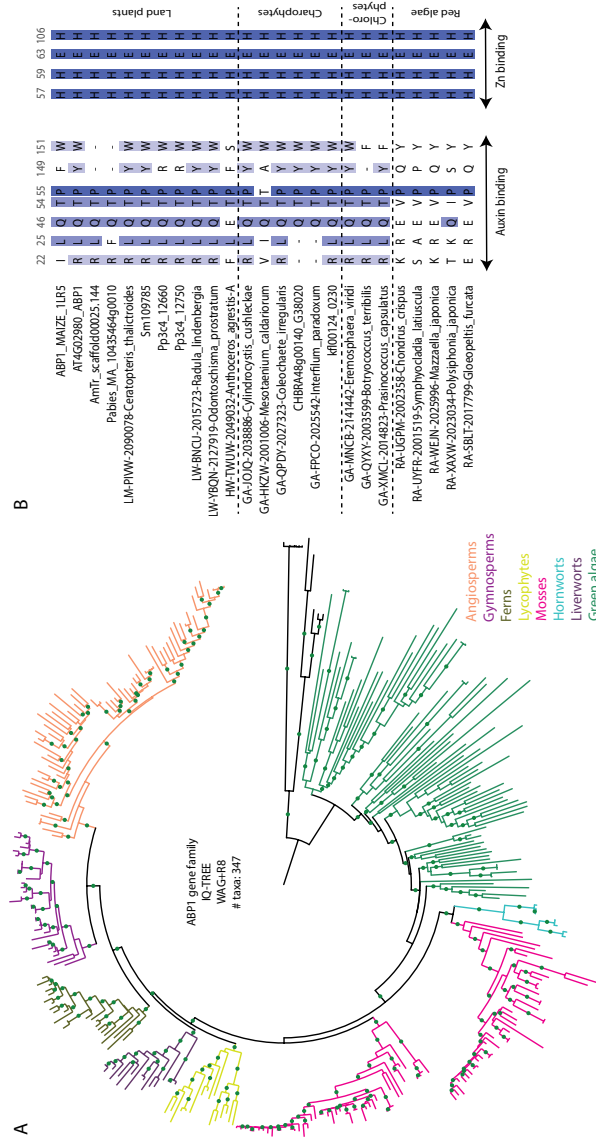 A
ABP1 gene family
IQ-TREE
WAG+R8
# taxa: 347
Angiosperms
Gymnosperms
Ferns
Lycophytes
Mosses
Hornworts
Liverworts
Green algae
B
22 25 46 54 55 149 151 57 59 63 106
ABP1_MAIZE_1LR5 I L Q T P F W H H E H
AT4G02980_ABP1 R L Q T P Y W H H E H
AmTr_scaffold00025.144 R L Q T P - - H H E H
Pabies_MA_10435464g0010 R F Q T P - - H H E H
LM-PIVW-2090078-Ceratopteris_thalictroides R L Q T P Y W H H E H
Sm109785 R L Q T P Y W H H E H
Pp3c4_12660 R L Q T P R W H H E H
Pp3c4_12750 R L Q T P R W H H E H
LW-BNCU-2015723-Radula_lindenbergia R L Q T P Y W H H E H
LW-YBQN-2127919-Odontoschisma_prostratum R L Q T P Y W H H E H
HW-TWUW-2049032-Anthoceros_agrestis-A F L E T P F S H H E H
GA-JOJQ-2038886-Cylindrocystis_cushleckae R L Q T P Y W H H E H
GA-HKZW-2001006-Mesotaenium_caldariorum V I Q T T A W H H E H
GA-QPDY-2027323-Coleochaete_irregularis R L Q T P Y W H H E H
CHBRA48g00140_G38020 - - Q T P Y W H H E H
GA-FPCO-2025542-Interfilum_paradoxum - - Q T P Y W H H E H
kfl00124_0230 R L Q T P Y W H H E H
GA-MNCB-2141442-Eremosphaera_viridi R L Q T P Y W H H E H
GA-QYXY-2003599-Botryococcus_terribilis R L Q T P - F H H E H
GA-XMCL-2014823-Prasinococcus_capsulatus R L Q T P Y F H H E H
RA-UGPM-2002358-Chondrus_crispus K R E V P Q Y H H E H
RA-UYFR-2001519-Symphyocladia_latiuscula S A E V P P Y H H E H
RA-WEJN-2025996-Mazzaella_japonica K R E V P Q Y H H E H
RA-XAXW-2023034-Polysiphonia_japonica T K Q I P S Y H H E H
RA-SBLT-2017799-Gloeopeltis_furcata E R E V P Q Y H H E H
Land plants
Charophytes
Chloro-
phytes
Red algae
Auxin binding
Zn binding